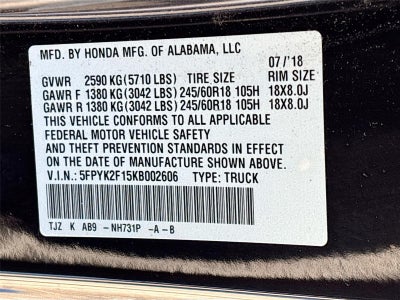 MFD. BY HONDA MFG. OF ALABAMA, LLC
07/'18
GVWR 2590 KG (5710 LBS) TIRE SIZE RIM SIZE
GAWR F 1380 KG (3042 LBS) 245/60R18 105H 18X8.0J
GAWR R 1380 KG (3042 LBS) 245/60R18 105H 18X8.0J
THIS VEHICLE CONFORMS TO ALL APPLICABLE
FEDERAL MOTOR VEHICLE SAFETY
AND THEFT PREVENTION STANDARDS IN EFFECT
ON THE DATE OF MANUFACTURE SHOWN ABOVE.
V.I.N.: 5FPYK2F15KB002606 TYPE: TRUCK
TJZ K AB9 -NH731P -A-B